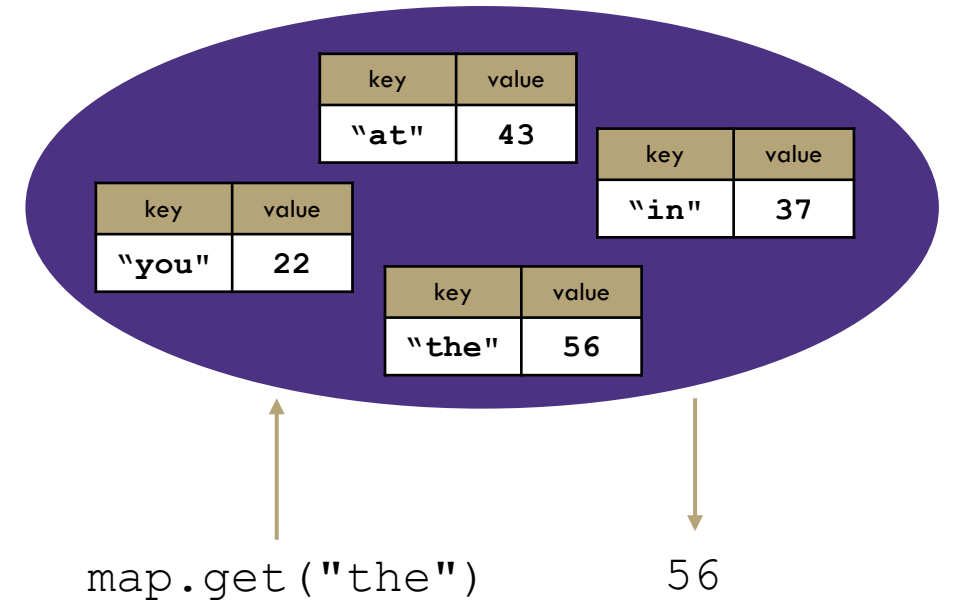 key value
“at" 43
key value
“in" 37
key value
“you" 22
key value
“the" 56
map.get("the") 56